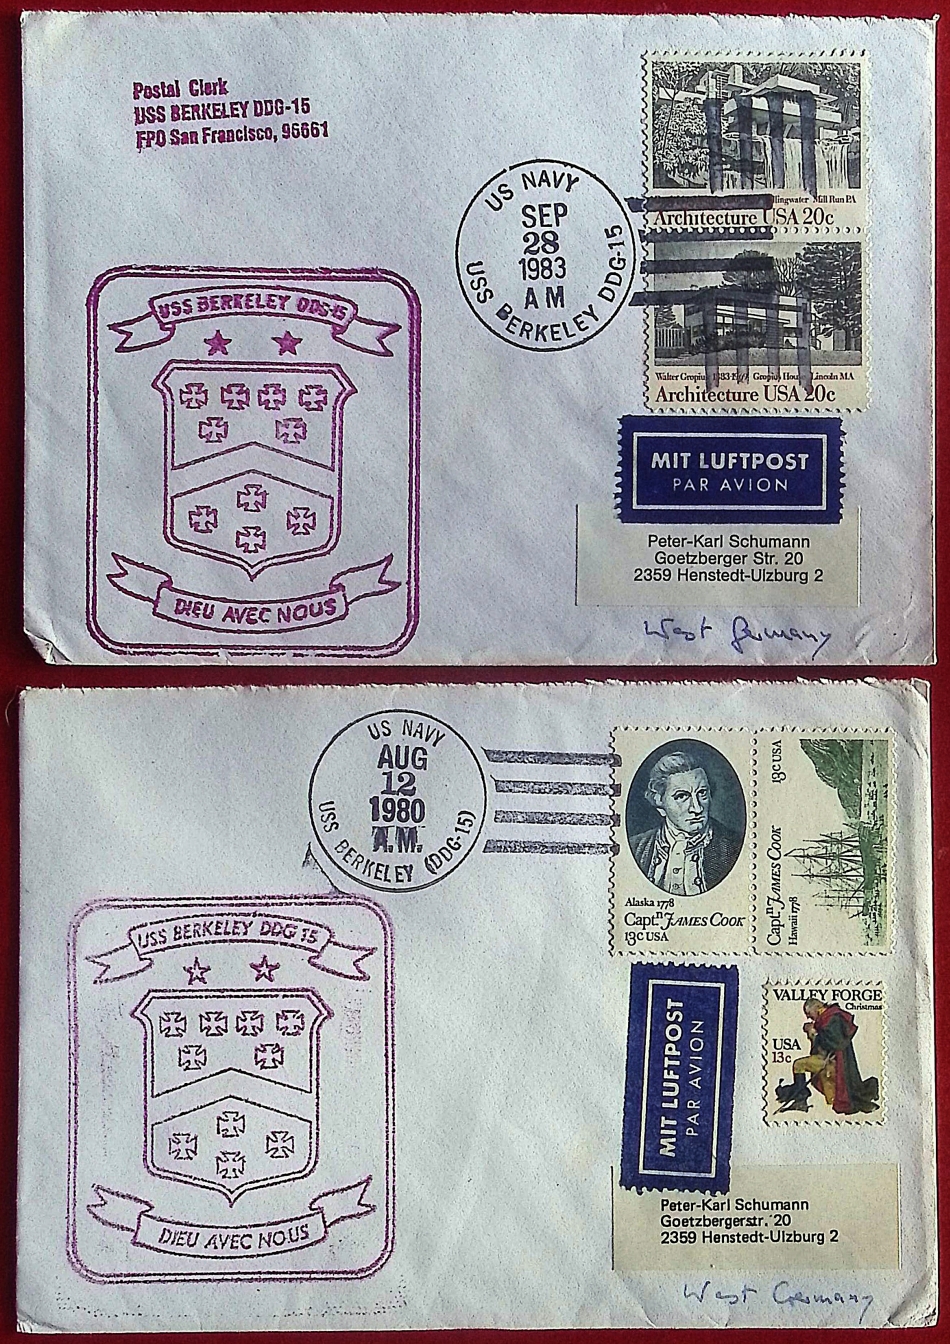 Postal Clerk
USS BERKELEY DDG-15
FPO San Francisco, 96661
US NAVY
SEP
28
1983
AM
USS BERKELEY DDG-15
llingwater Mill Run PA
Architecture USA 20c
Walter Gropius 1883-1969 Gropius House Lincoln MA
Architecture USA 20c
USS BERKELEY DDG-15
DIEU AVEC NOUS
MIT LUFTPOST
PAR AVION
Peter-Karl Schumann
Goetzberger Str. 20
2359 Henstedt-Ulzburg 2
West Germany
US NAVY
AUG
12
1980
A.M.
USS BERKELEY (DDG-15)
Alaska 1778
Captn JAMES COOK
13c USA
13c USA
Captn JAMES COOK
Hawaii 1778
USS BERKELEY DDG 15
DIEU AVEC NOUS
MIT LUFTPOST
PAR AVION
VALLEY FORGE
Christmas
USA
13c
Peter-Karl Schumann
Goetzbergerstr. 20
2359 Henstedt-Ulzburg 2
West Germany